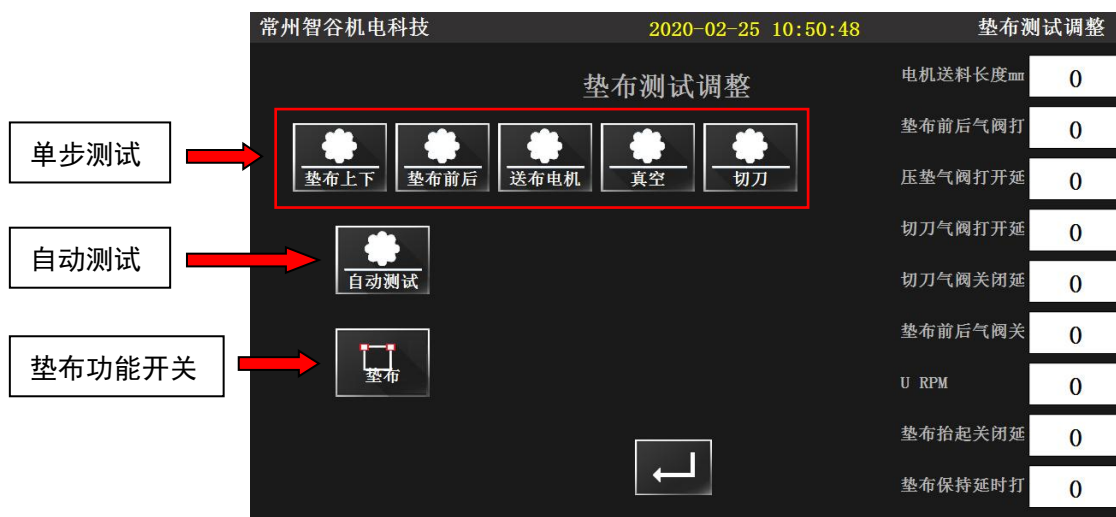 常州智谷机电科技 2020-02-25 10:50:48 垫布测试调整
垫布测试调整
单步测试
垫布上下 垫布前后 送布电机 真空 切刀
自动测试
自动测试
垫布功能开关
垫布
电机送料长度mm 0
垫布前后气阀打 0
压垫气阀打开延 0
切刀气阀打开延 0
切刀气阀关闭延 0
垫布前后气阀关 0
U RPM 0
垫布抬起关闭延 0
垫布保持延时打 0